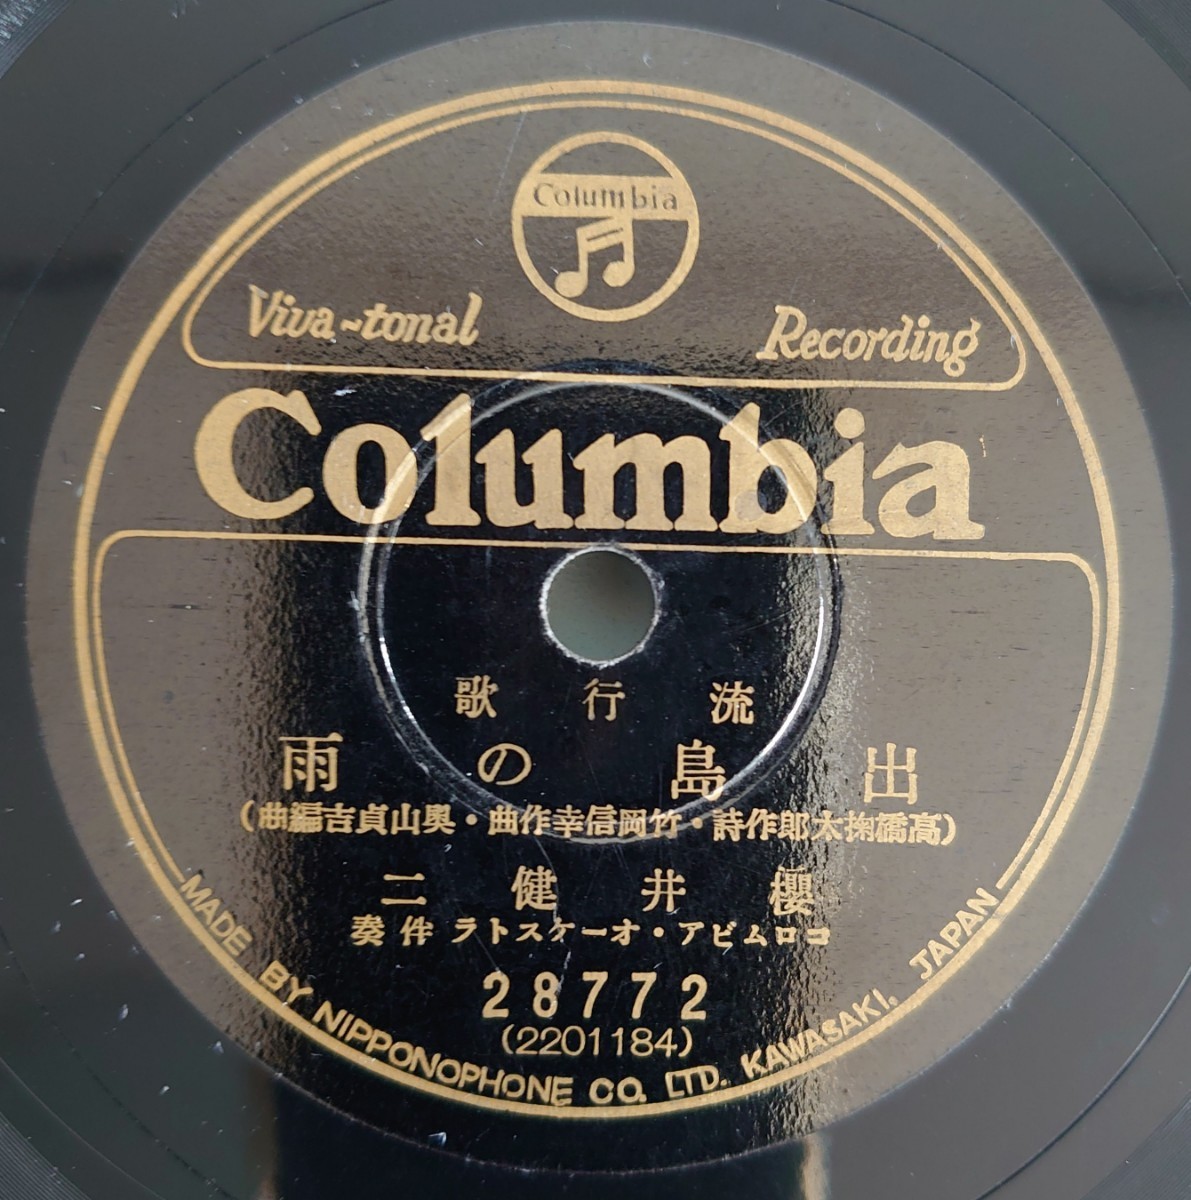 Columbia
Viva-tonal Recording
Columbia
流行歌
出島の雨
(高橋掬太郎作詩・竹岡信幸作曲・奥山貞吉編曲)
櫻井健二
コロムビア・オーケストラ伴奏
28772
(2201184)
MADE BY NIPPONOPHONE CO. LTD. KAWASAKI. JAPAN